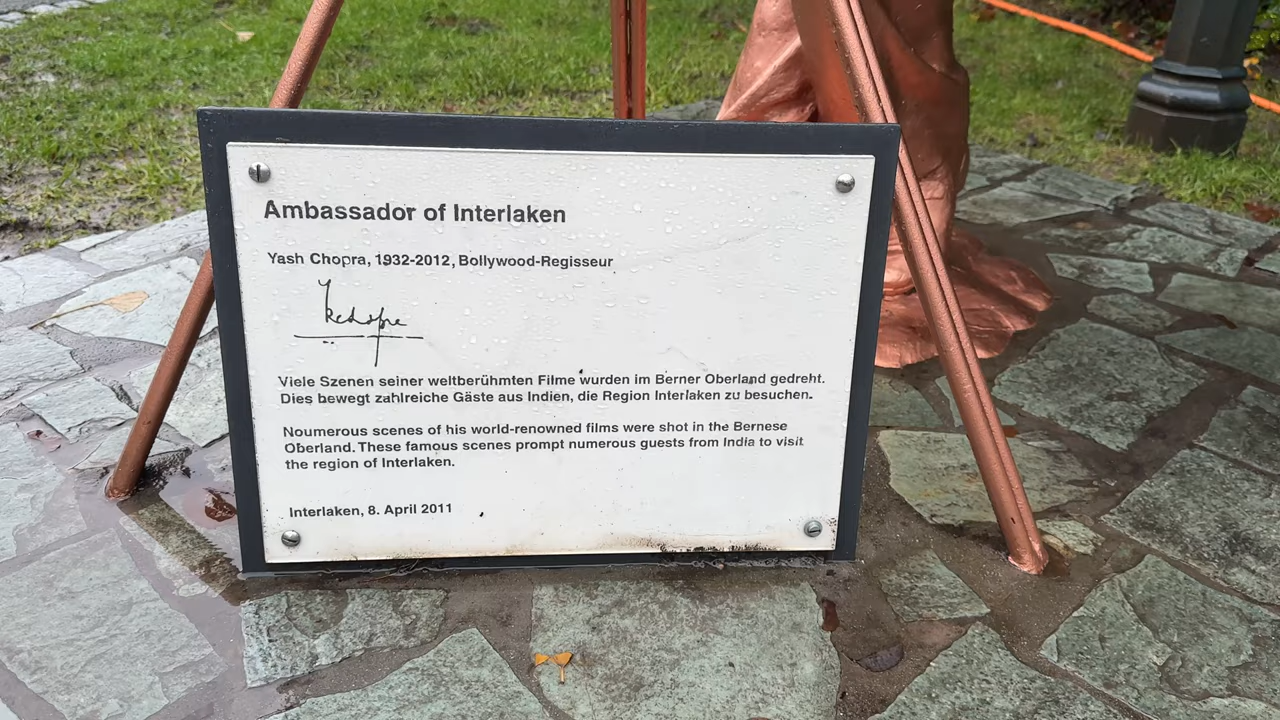 Ambassador of Interlaken
Yash Chopra, 1932-2012, Bollywood-Regisseur
Viele Szenen seiner weltberühmten Filme wurden im Berner Oberland gedreht.
Dies bewegt zahlreiche Gäste aus Indien, die Region Interlaken zu besuchen.
Noumerous scenes of his world-renowned films were shot in the Bernese
Oberland. These famous scenes prompt numerous guests from India to visit
the region of Interlaken.
Interlaken, 8. April 2011